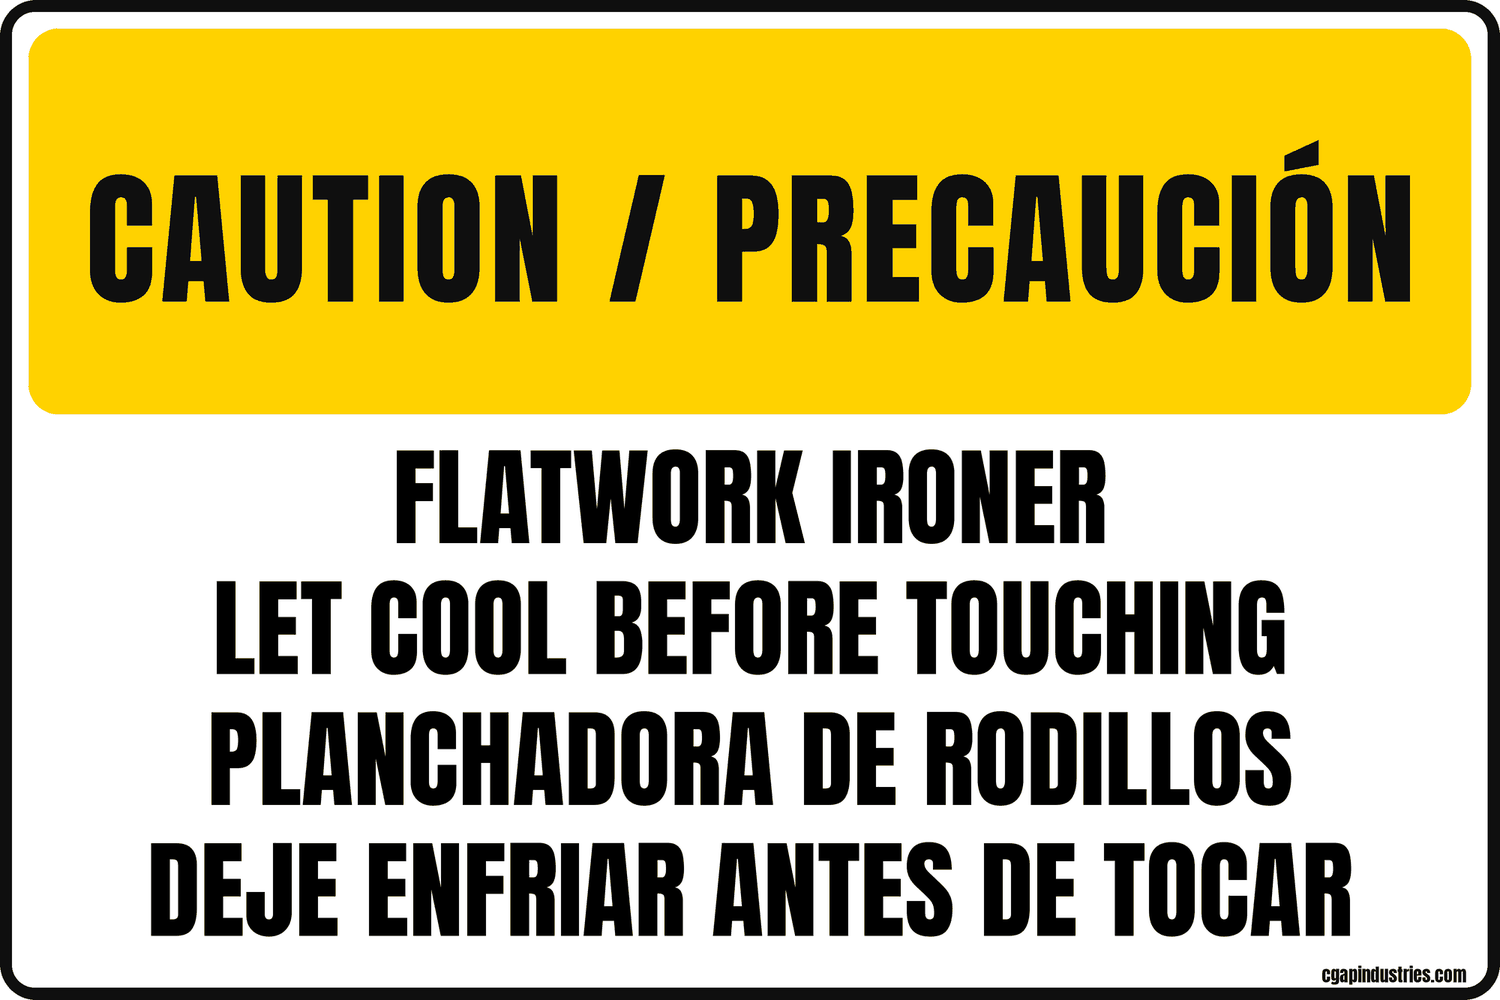 CAUTION / PRECAUCIÓN
FLATWORK IRONER
LET COOL BEFORE TOUCHING
PLANCHADORA DE RODILLOS
DEJE ENFRIAR ANTES DE TOCAR
cgapindustries.com